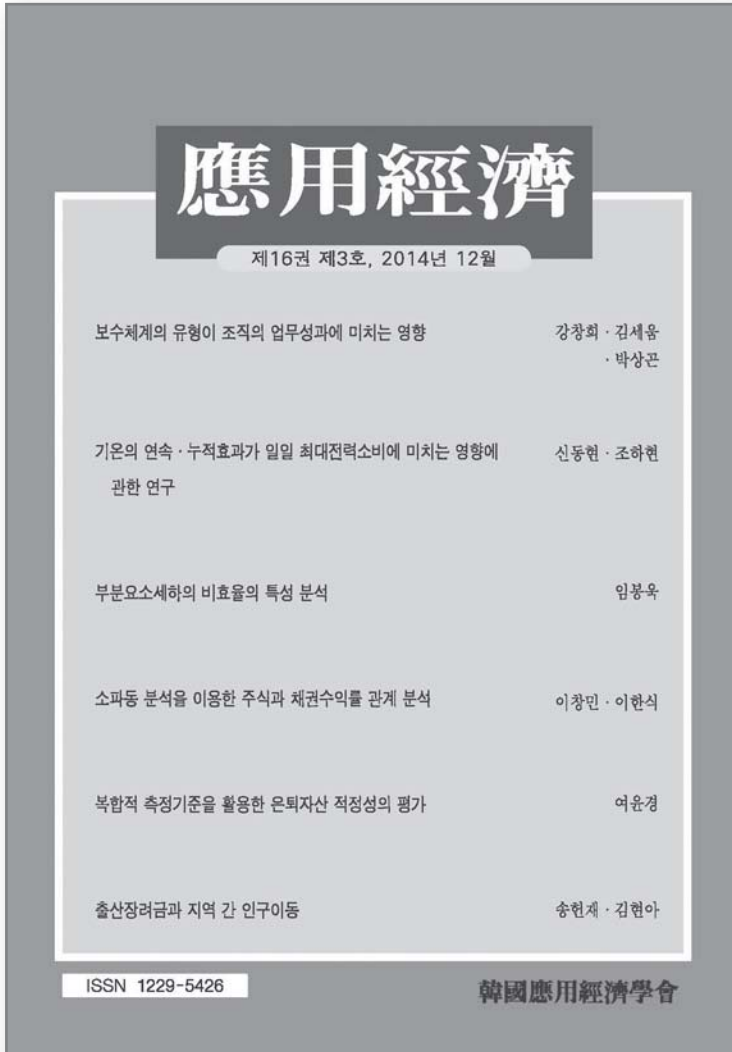 應用經濟
제16권 제3호, 2014년 12월
보수체계의 유형이 조직의 업무성과에 미치는 영향 강창희 · 김세움
· 박상곤
기온의 연속 · 누적효과가 일일 최대전력소비에 미치는 영향에 신동현 · 조하현
관한 연구
부분요소세하의 비효율의 특성 분석 임봉욱
소파동 분석을 이용한 주식과 채권수익률 관계 분석 이창민 · 이한식
복합적 측정기준을 활용한 은퇴자산 적정성의 평가 여윤경
출산장려금과 지역 간 인구이동 송헌재 · 김현아
ISSN 1229-5426 韓國應用經濟學會